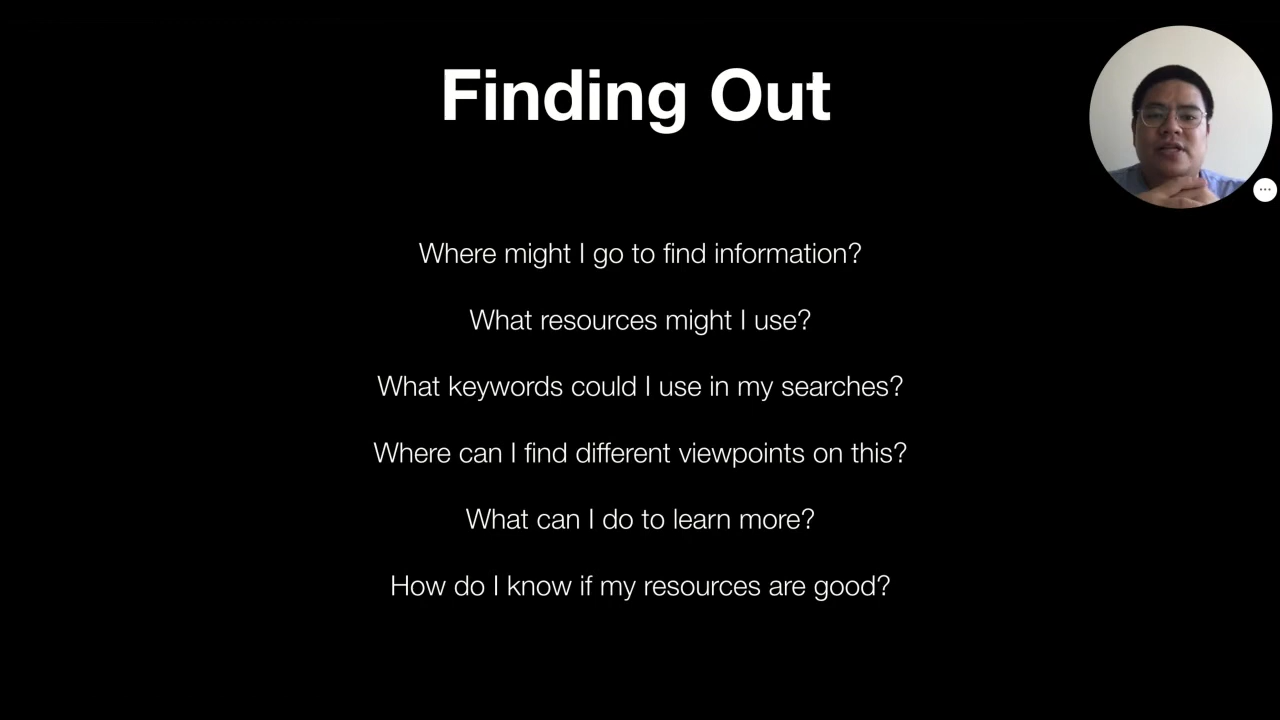 Finding Out
Where might I go to find information?
What resources might I use?
What keywords could I use in my searches?
Where can I find different viewpoints on this?
What can I do to learn more?
How do I know if my resources are good?